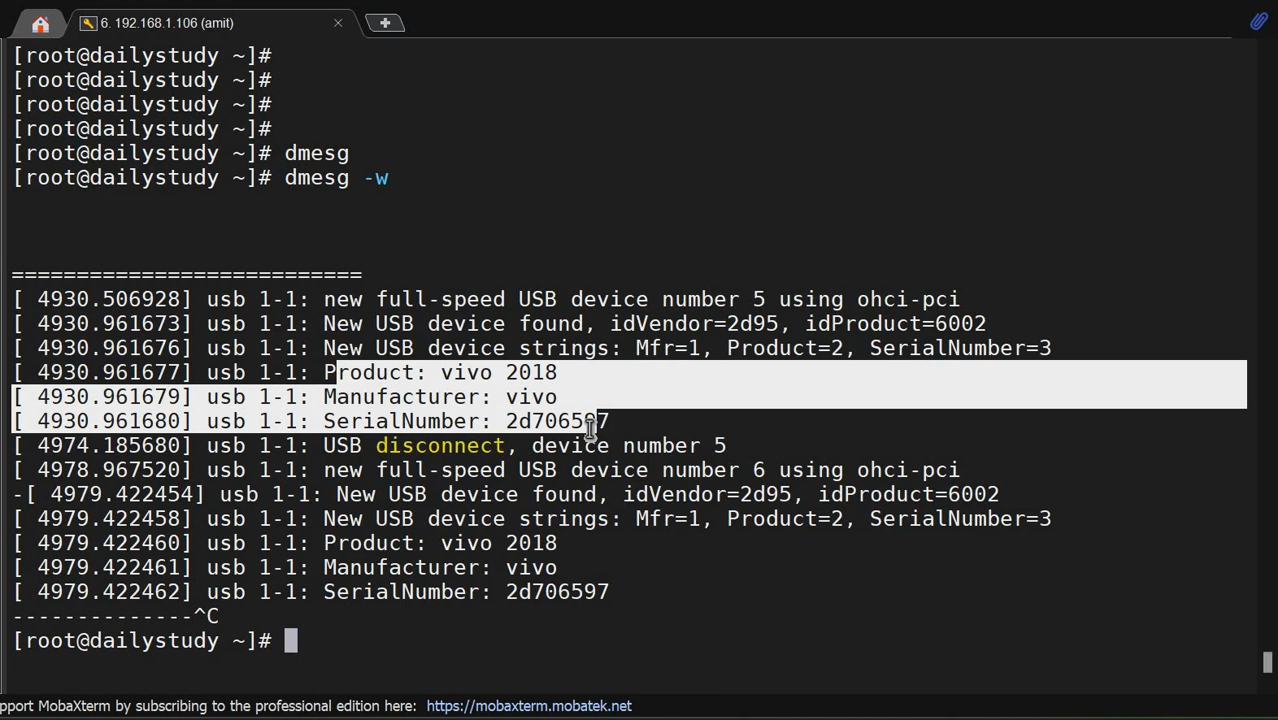 6. 192.168.1.106 (amit)
[root@dailystudy ~]#
[root@dailystudy ~]#
[root@dailystudy ~]#
[root@dailystudy ~]#
[root@dailystudy ~]# dmesg
[root@dailystudy ~]# dmesg -w
===========================
[ 4930.506928] usb 1-1: new full-speed USB device number 5 using ohci-pci
[ 4930.961673] usb 1-1: New USB device found, idVendor=2d95, idProduct=6002
[ 4930.961676] usb 1-1: New USB device strings: Mfr=1, Product=2, SerialNumber=3
[ 4930.961677] usb 1-1: Product: vivo 2018
[ 4930.961679] usb 1-1: Manufacturer: vivo
[ 4930.961680] usb 1-1: SerialNumber: 2d706597
[ 4974.185680] usb 1-1: USB disconnect, device number 5
[ 4978.967520] usb 1-1: new full-speed USB device number 6 using ohci-pci
-[ 4979.422454] usb 1-1: New USB device found, idVendor=2d95, idProduct=6002
[ 4979.422458] usb 1-1: New USB device strings: Mfr=1, Product=2, SerialNumber=3
[ 4979.422460] usb 1-1: Product: vivo 2018
[ 4979.422461] usb 1-1: Manufacturer: vivo
[ 4979.422462] usb 1-1: SerialNumber: 2d706597
--------------^C
[root@dailystudy ~]#
pport MobaXterm by subscribing to the professional edition here: https://mobaxterm.mobatek.net